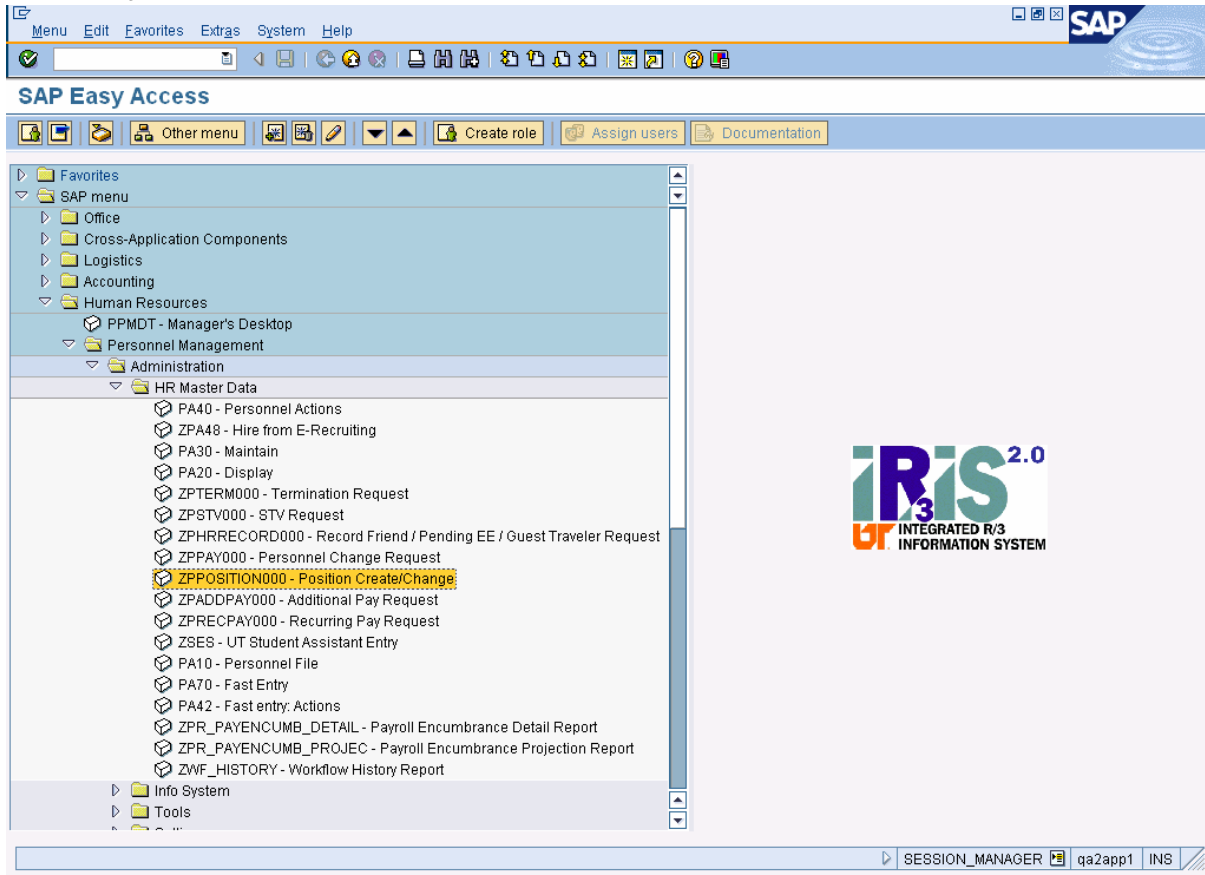 Menu Edit Favorites Extras System Help
SAP
SAP Easy Access
Other menu Create role Assign users Documentation
Favorites
SAP menu
Office
Cross-Application Components
Logistics
Accounting
Human Resources
PPMDT - Manager's Desktop
Personnel Management
Administration
HR Master Data
PA40 - Personnel Actions
ZPA48 - Hire from E-Recruiting
PA30 - Maintain
PA20 - Display
ZPTERM000 - Termination Request
ZPSTV000 - STV Request
ZPHRRECORD000 - Record Friend / Pending EE / Guest Traveler Request
ZPPAY000 - Personnel Change Request
ZPPOSITION000 - Position Create/Change
ZPADDPAY000 - Additional Pay Request
ZPRECPAY000 - Recurring Pay Request
ZSES - UT Student Assistant Entry
PA10 - Personnel File
PA70 - Fast Entry
PA42 - Fast entry: Actions
ZPR_PAYENCUMB_DETAIL - Payroll Encumbrance Detail Report
ZPR_PAYENCUMB_PROJEC - Payroll Encumbrance Projection Report
ZWF_HISTORY - Workflow History Report
Info System
Tools
iRiS 2.0
3
UT INTEGRATED R/3
INFORMATION SYSTEM
SESSION_MANAGER qa2app1 INS